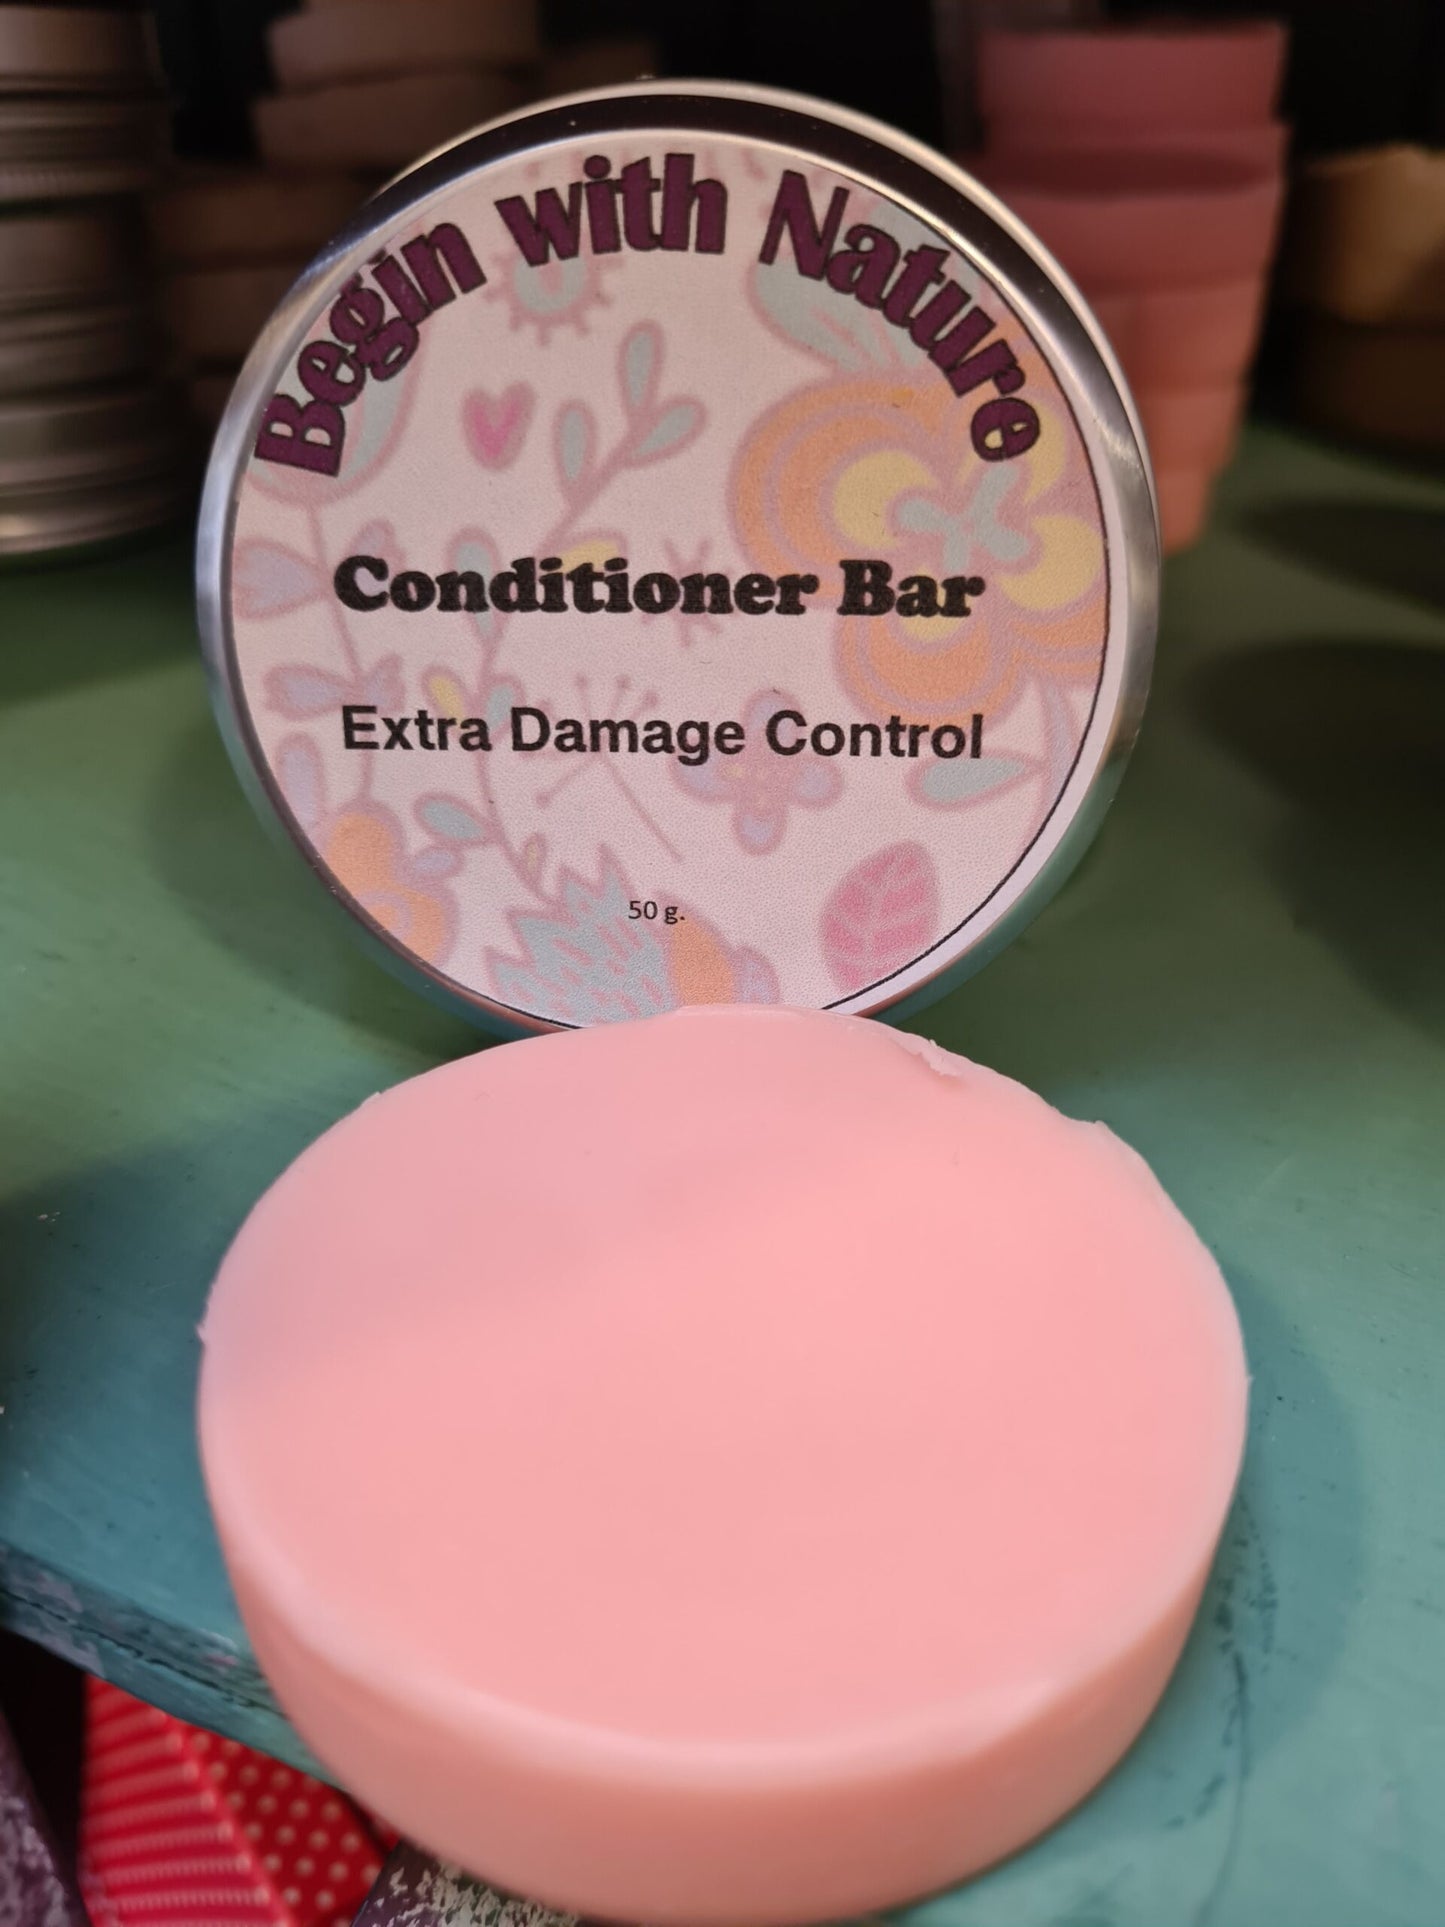 Begin with Nature
Conditioner Bar
Extra Damage Control
50 g.